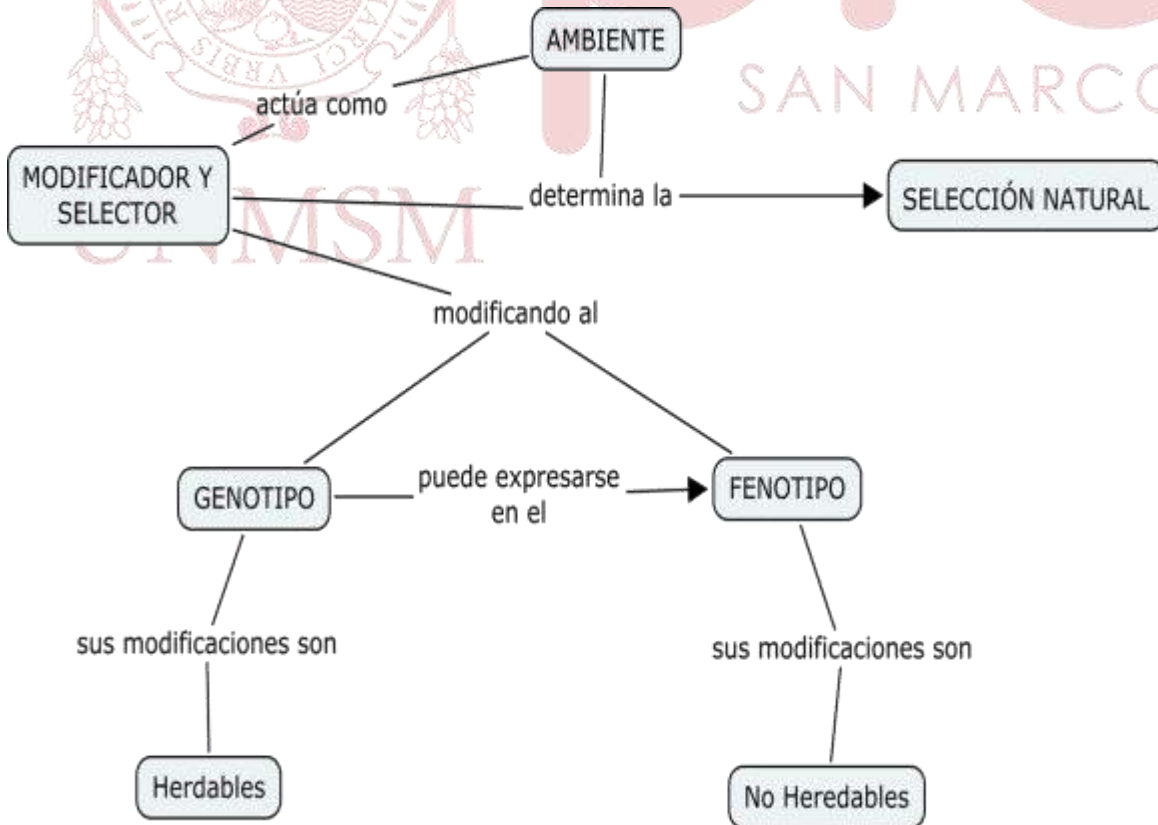 AMBIENTE
SAN MARCO
actúa como
MODIFICADOR Y
SELECTOR
determina la
SELECCIÓN NATURAL
UNMSM
modificando al
GENOTIPO
puede expresarse
en el
FENOTIPO
sus modificaciones son
sus modificaciones son
Herdables
No Heredables